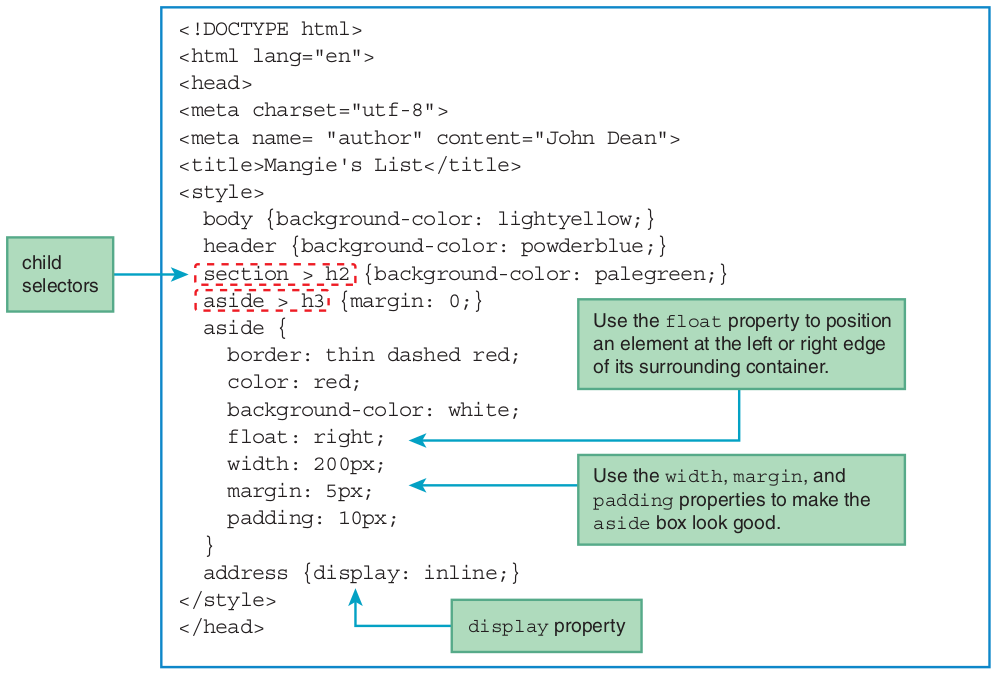 <!DOCTYPE html>
<html lang="en">
<head>
<meta charset="utf-8">
<meta name= "author" content="John Dean">
<title>Mangie's List</title>
<style>
body {background-color: lightyellow;}
header {background-color: powderblue;}
child
selectors
section > h2 {background-color: palegreen;}
aside > h3 {margin: 0;}
aside {
border: thin dashed red;
color: red;
background-color: white;
float: right;
width: 200px;
margin: 5px;
padding: 10px;
}
Use the float property to position
an element at the left or right edge
of its surrounding container.
Use the width, margin, and
padding properties to make the
aside box look good.
address {display: inline;}
</style>
</head>
display property